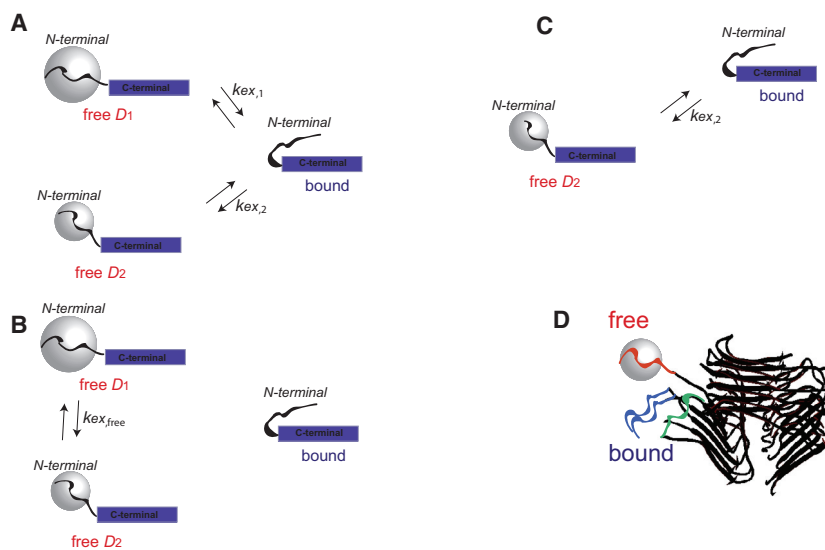 A
N-terminal
C-terminal
free D1
kex,1
N-terminal
C-terminal
bound
N-terminal
C-terminal
free D2
kex,2
B
N-terminal
C-terminal
free D1
kex,free
N-terminal
C-terminal
bound
N-terminal
C-terminal
free D2
C
N-terminal
C-terminal
bound
N-terminal
C-terminal
free D2
kex,2
D
free
bound